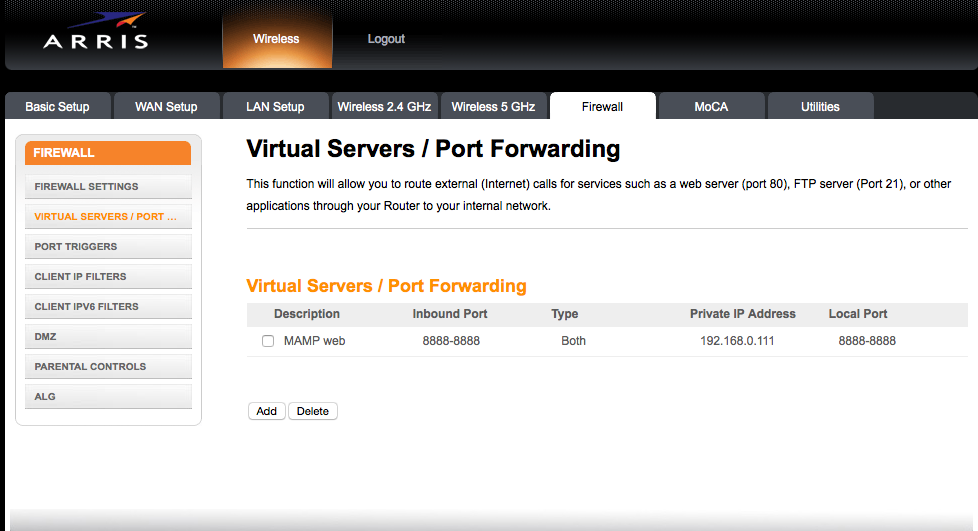 ARRIS
Wireless
Logout
Basic Setup
WAN Setup
LAN Setup
Wireless 2.4 GHz
Wireless 5 GHz
Firewall
MoCA
Utilities
FIREWALL
FIREWALL SETTINGS
VIRTUAL SERVERS / PORT ...
PORT TRIGGERS
CLIENT IP FILTERS
CLIENT IPV6 FILTERS
DMZ
PARENTAL CONTROLS
ALG
Virtual Servers / Port Forwarding
This function will allow you to route external (Internet) calls for services such as a web server (port 80), FTP server (Port 21), or other
applications through your Router to your internal network.
Virtual Servers / Port Forwarding
Description Inbound Port Type Private IP Address Local Port
MAMP web 8888-8888 Both 192.168.0.111 8888-8888
Add Delete